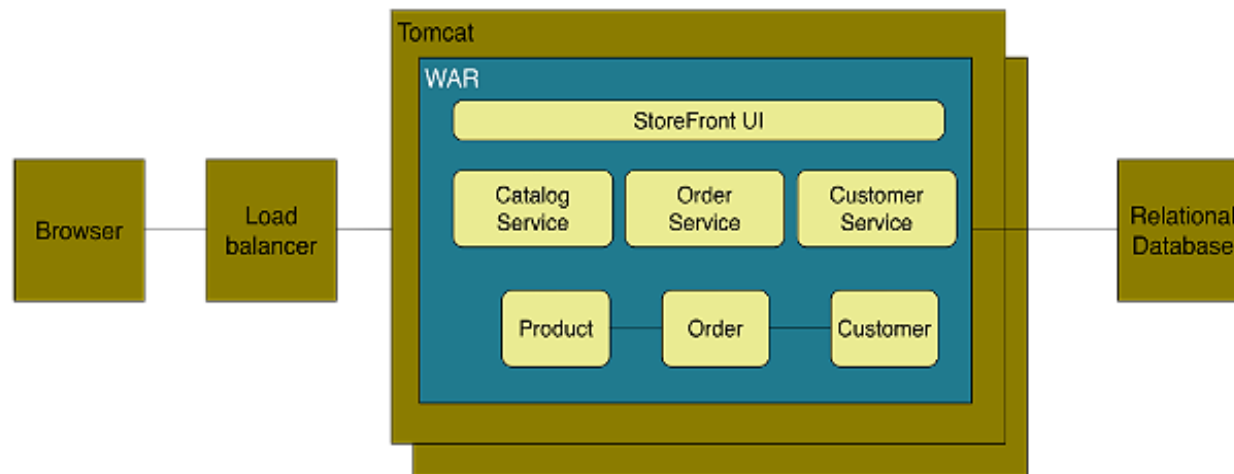 Tomcat
WAR
StoreFront UI
Catalog
Service
Order
Service
Customer
Service
Browser
Load
balancer
Relational
Database
Product
Order
Customer